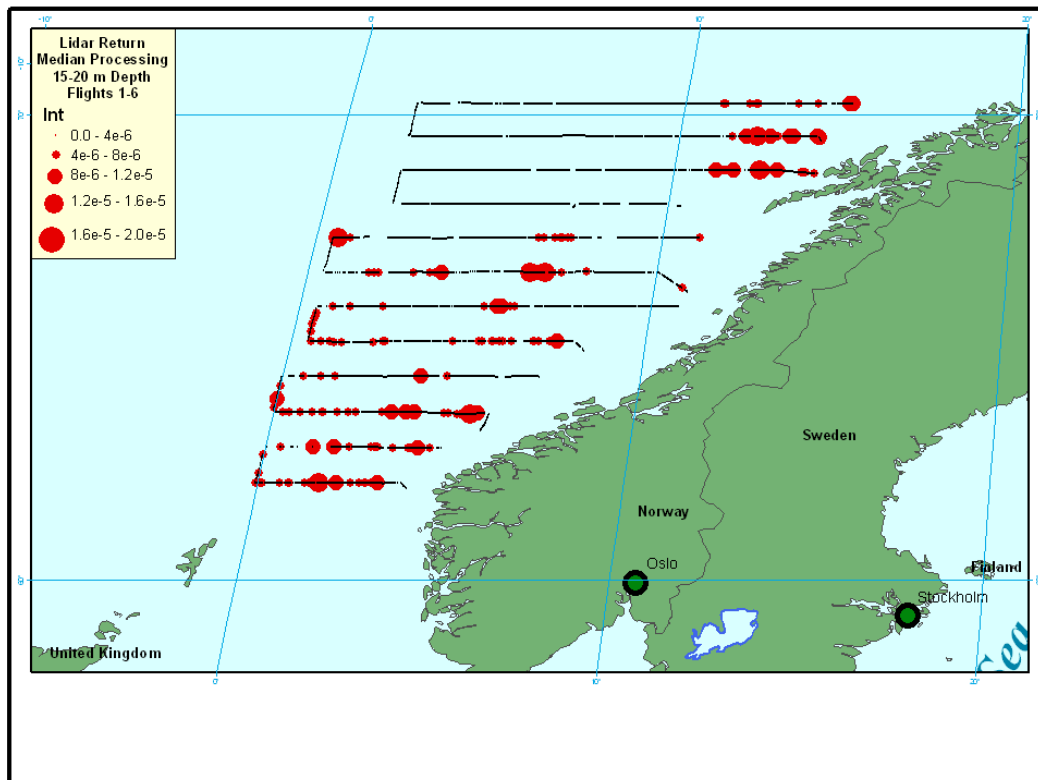 -10°
0°
10°
20°
Lidar Return
Median Processing
15-20 m Depth
Flights 1-6
Int
0.0 - 4e-6
4e-6 - 8e-6
8e-6 - 1.2e-5
1.2e-5 - 1.6e-5
1.6e-5 - 2.0e-5
Sweden
Norway
Oslo
Finland
Stockholm
United Kingdom
Sea
0°
10°
20°